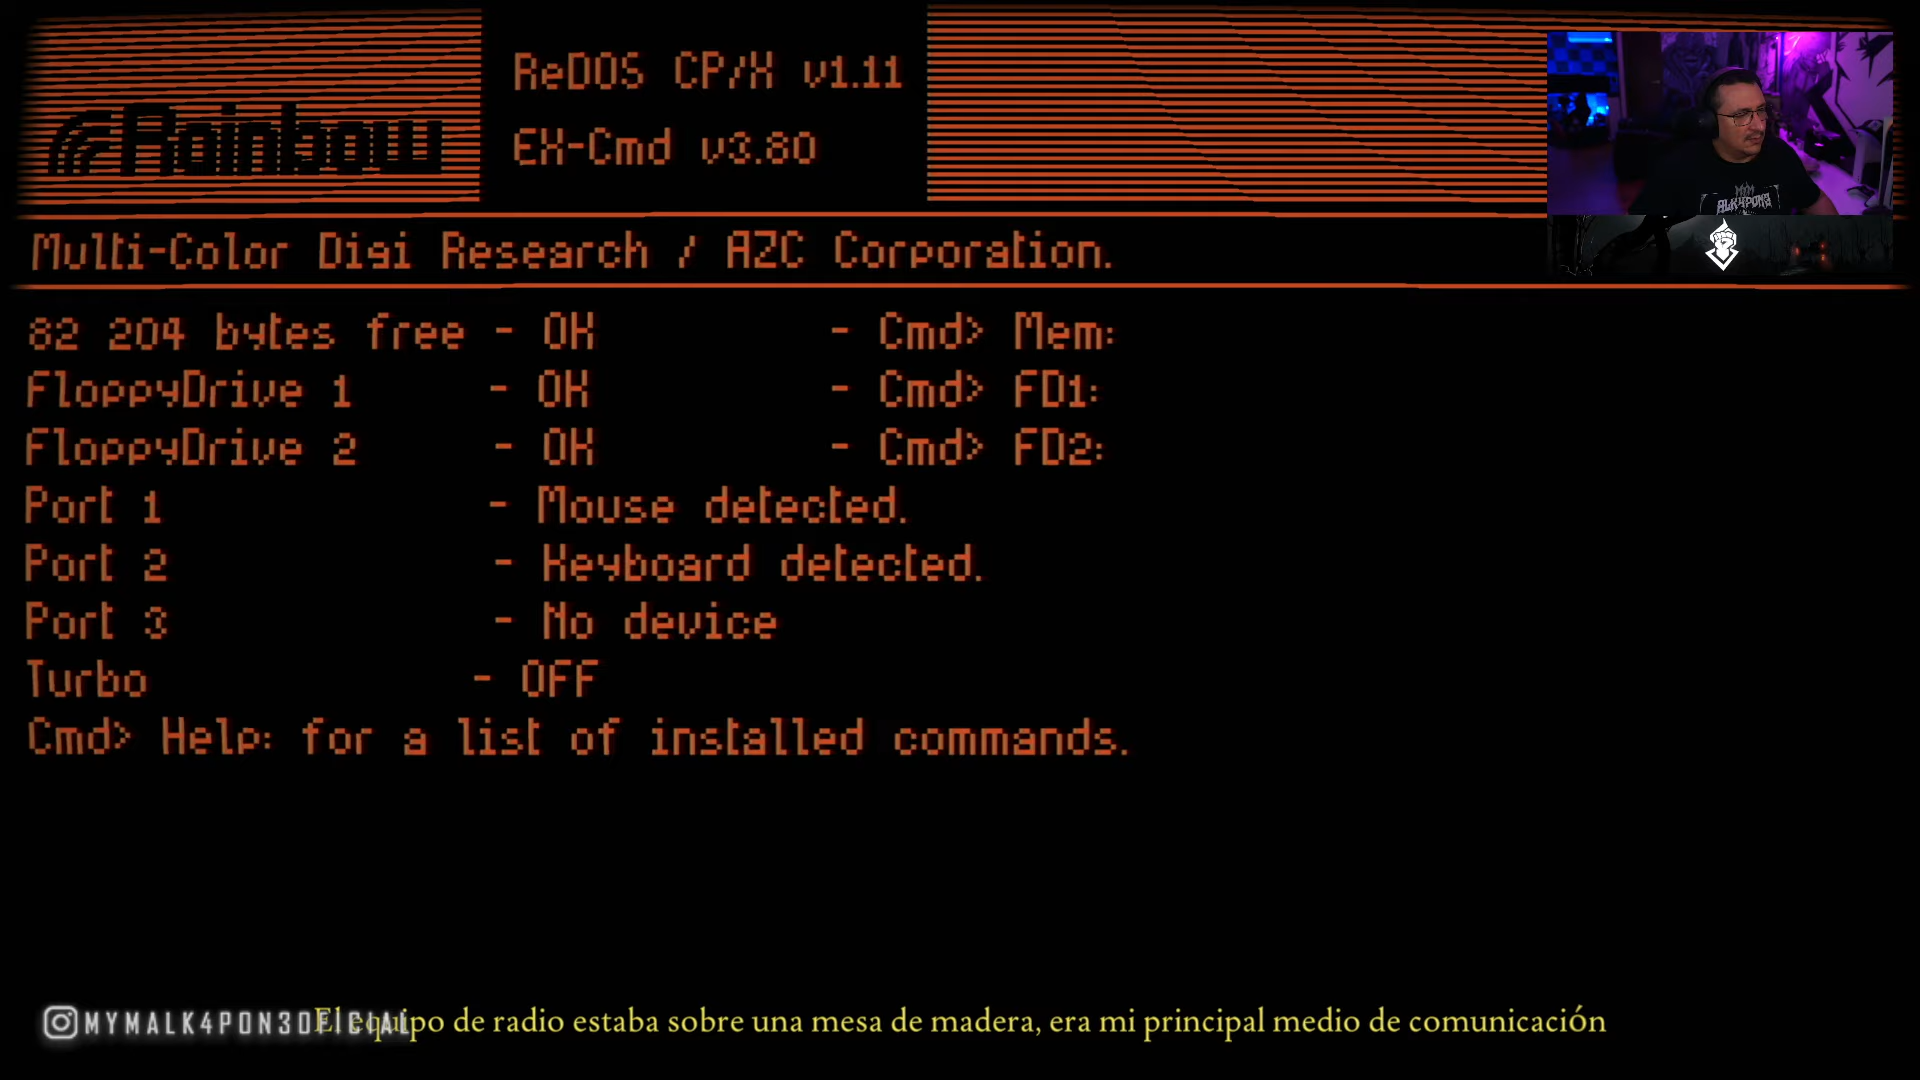 Rainbow
ReDOS CP/X v1.11
EX-Cmd v3.80
Multi-Color Digi Research / A2C Corporation.
82 204 bytes free - OK - Cmd> Mem:
FloppyDrive 1 - OK - Cmd> FD1:
FloppyDrive 2 - OK - Cmd> FD2:
Port 1 - Mouse detected.
Port 2 - Keyboard detected.
Port 3 - No device
Turbo - OFF
Cmd> Help: for a list of installed commands.
MYMALK4PON3OFICIAL
El equipo de radio estaba sobre una mesa de madera, era mi principal medio de comunicación